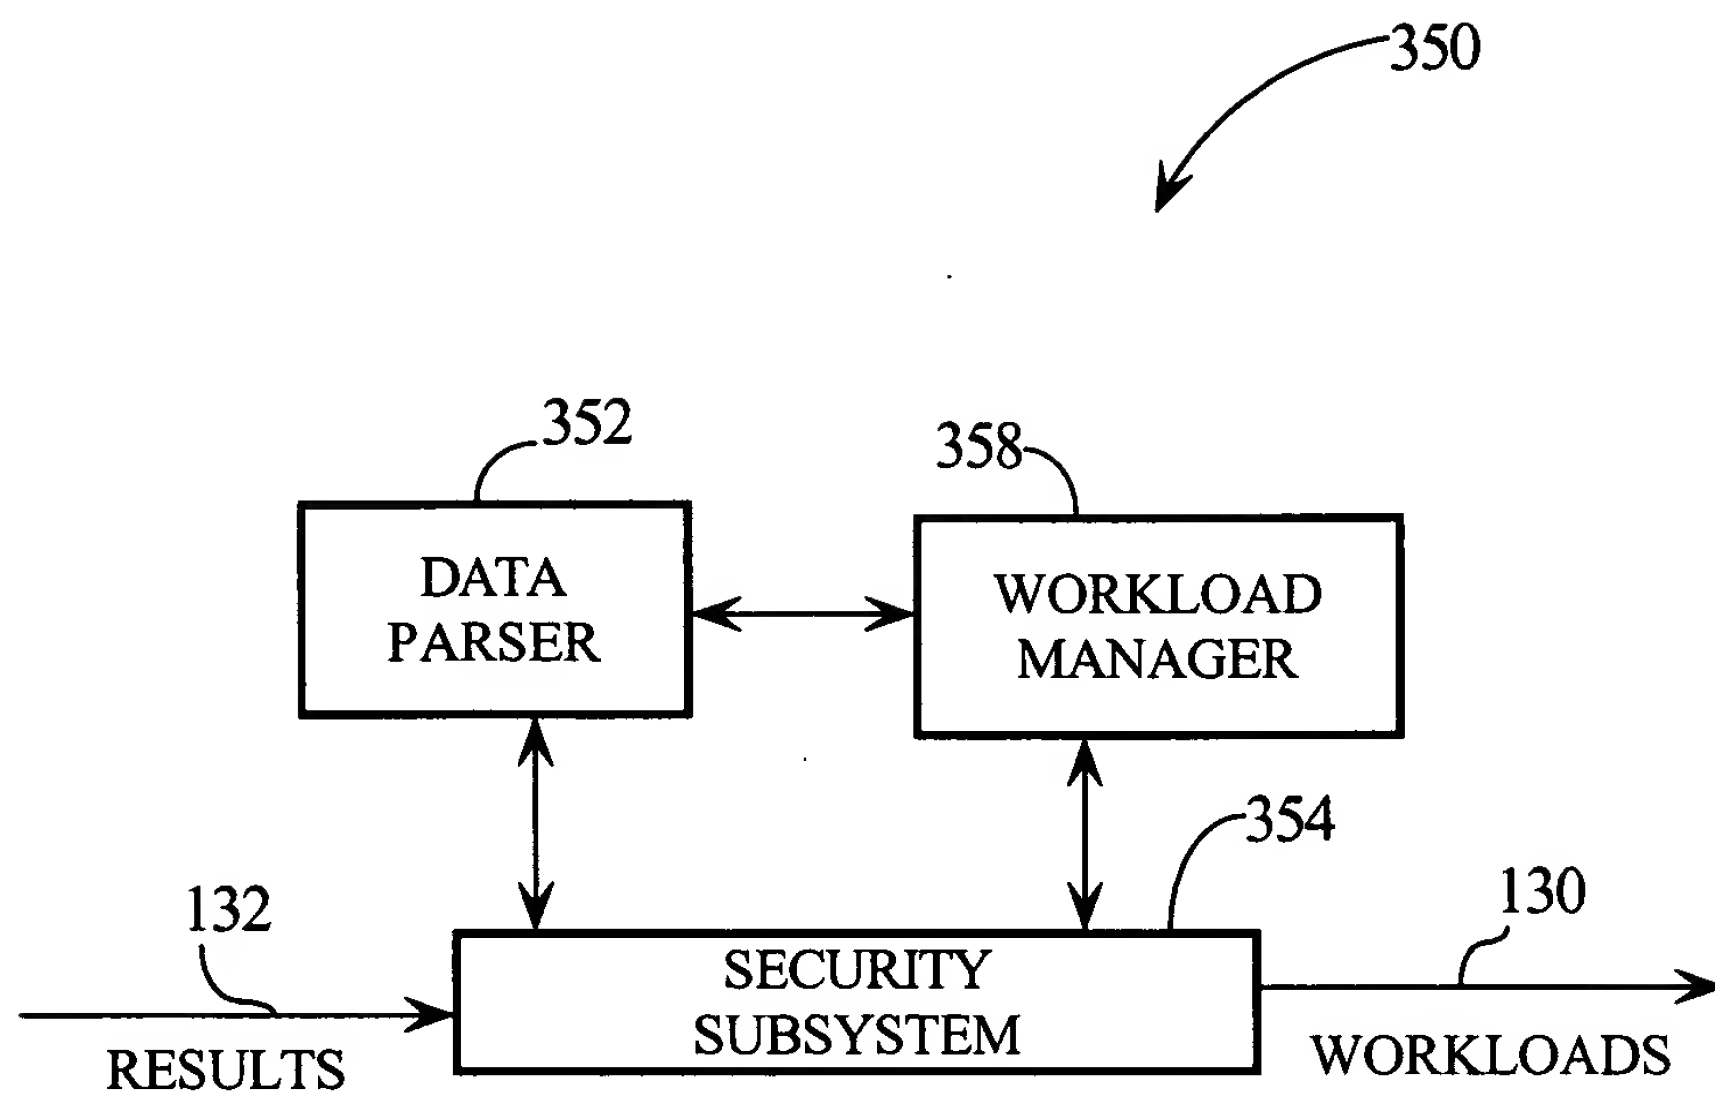 350
352
358
DATA
PARSER
WORKLOAD
MANAGER
354
132
130
SECURITY
SUBSYSTEM
RESULTS
WORKLOADS